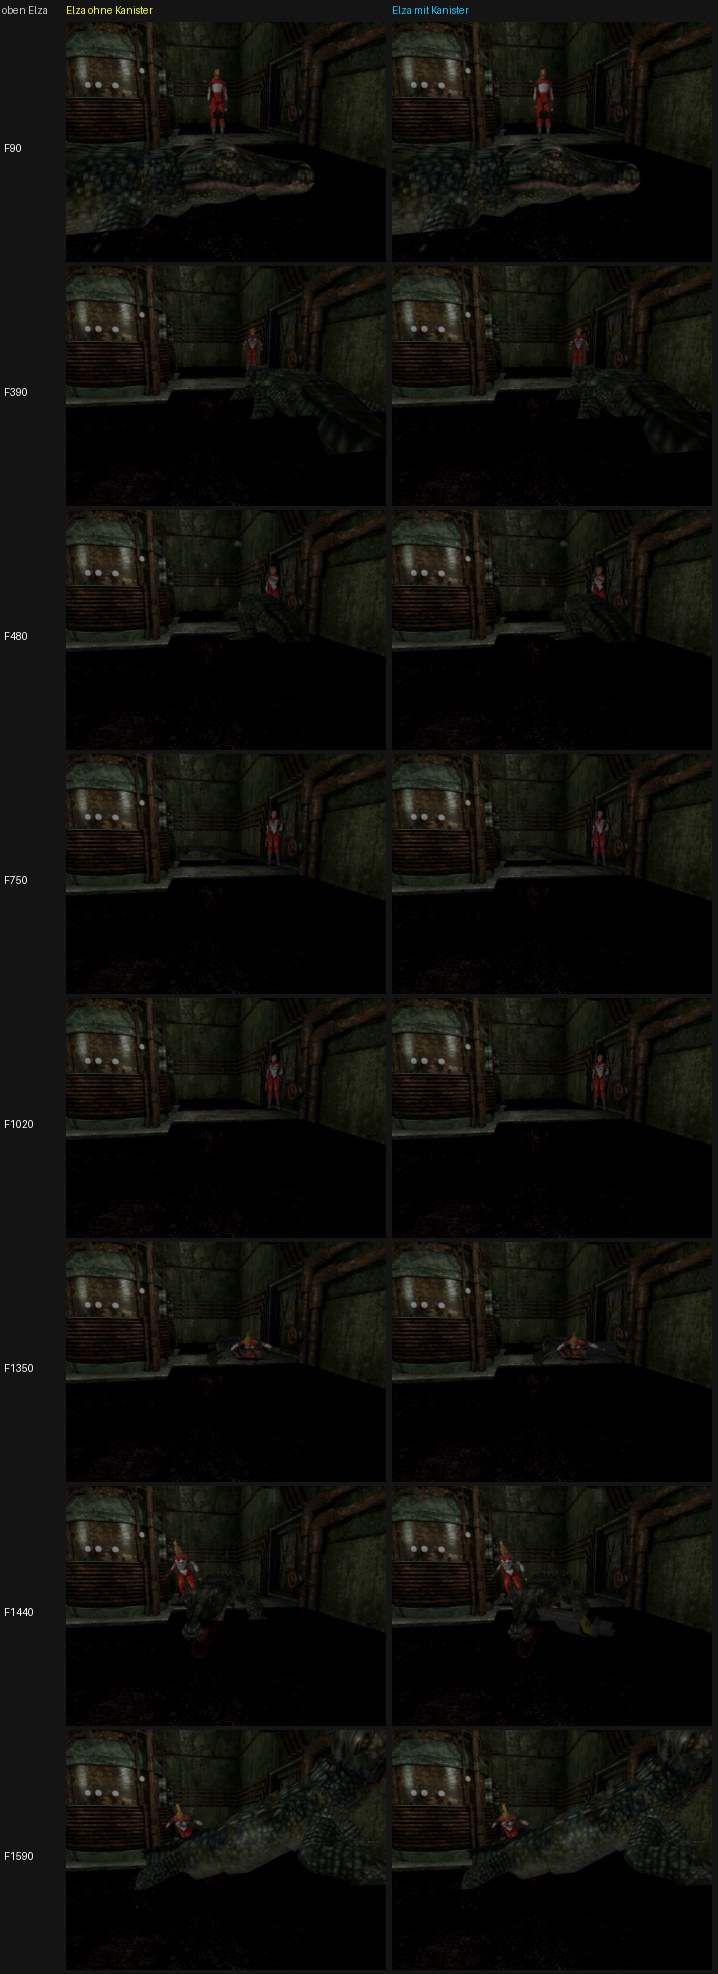 oben Elza
Elza ohne Kanister
Elza mit Kanister
F90
F390
F480
F750
F1020
F1350
F1440
F1590